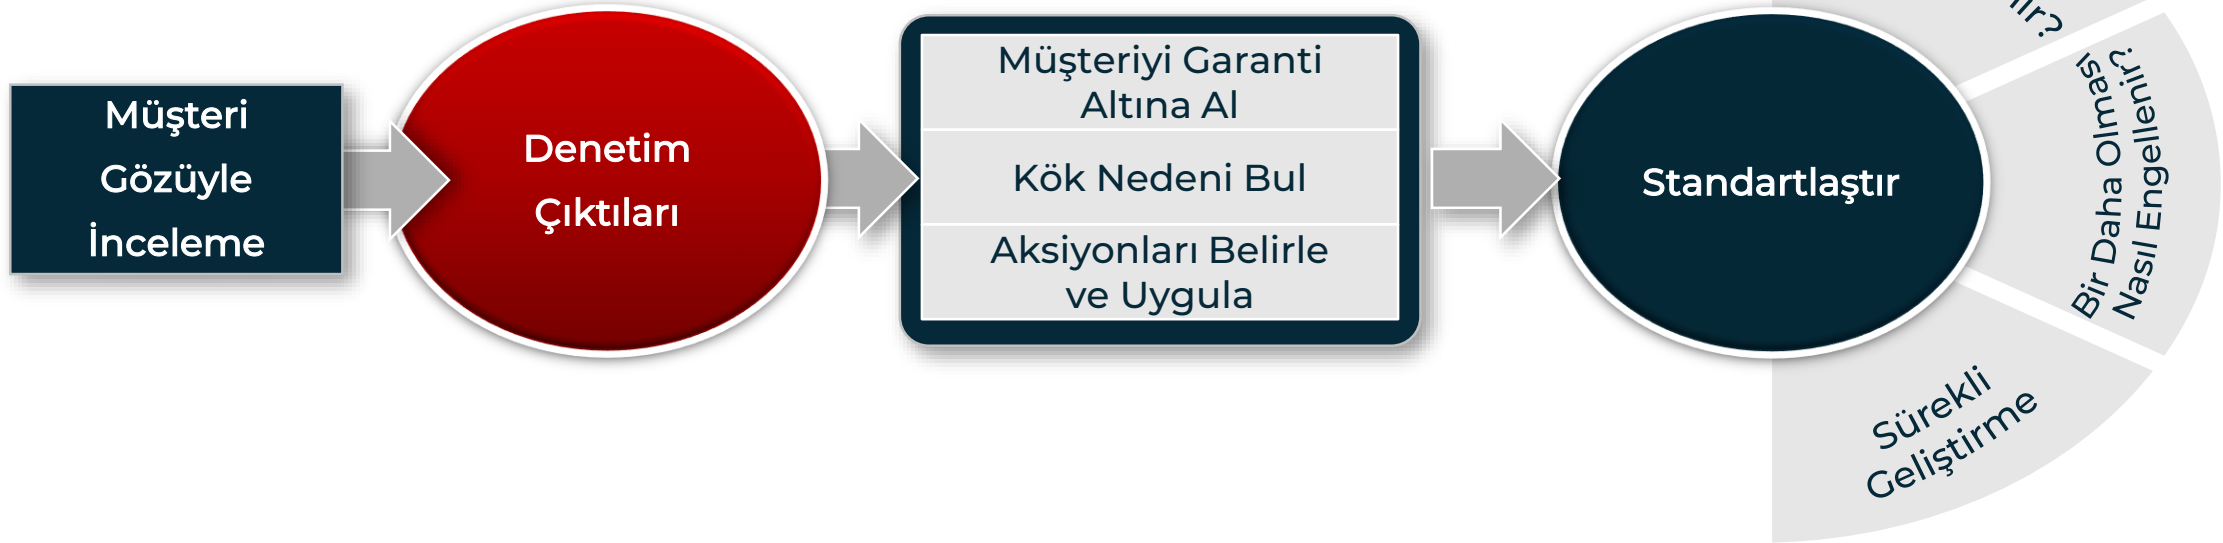 Müşteri
Gözüyle
İnceleme
Denetim
Çıktıları
Müşteriyi Garanti
Altına Al
Kök Nedeni Bul
Aksiyonları Belirle
ve Uygula
Standartlaştır
Bir Daha Olması
Nasıl Engellenir?
Sürekli
Geliştirme